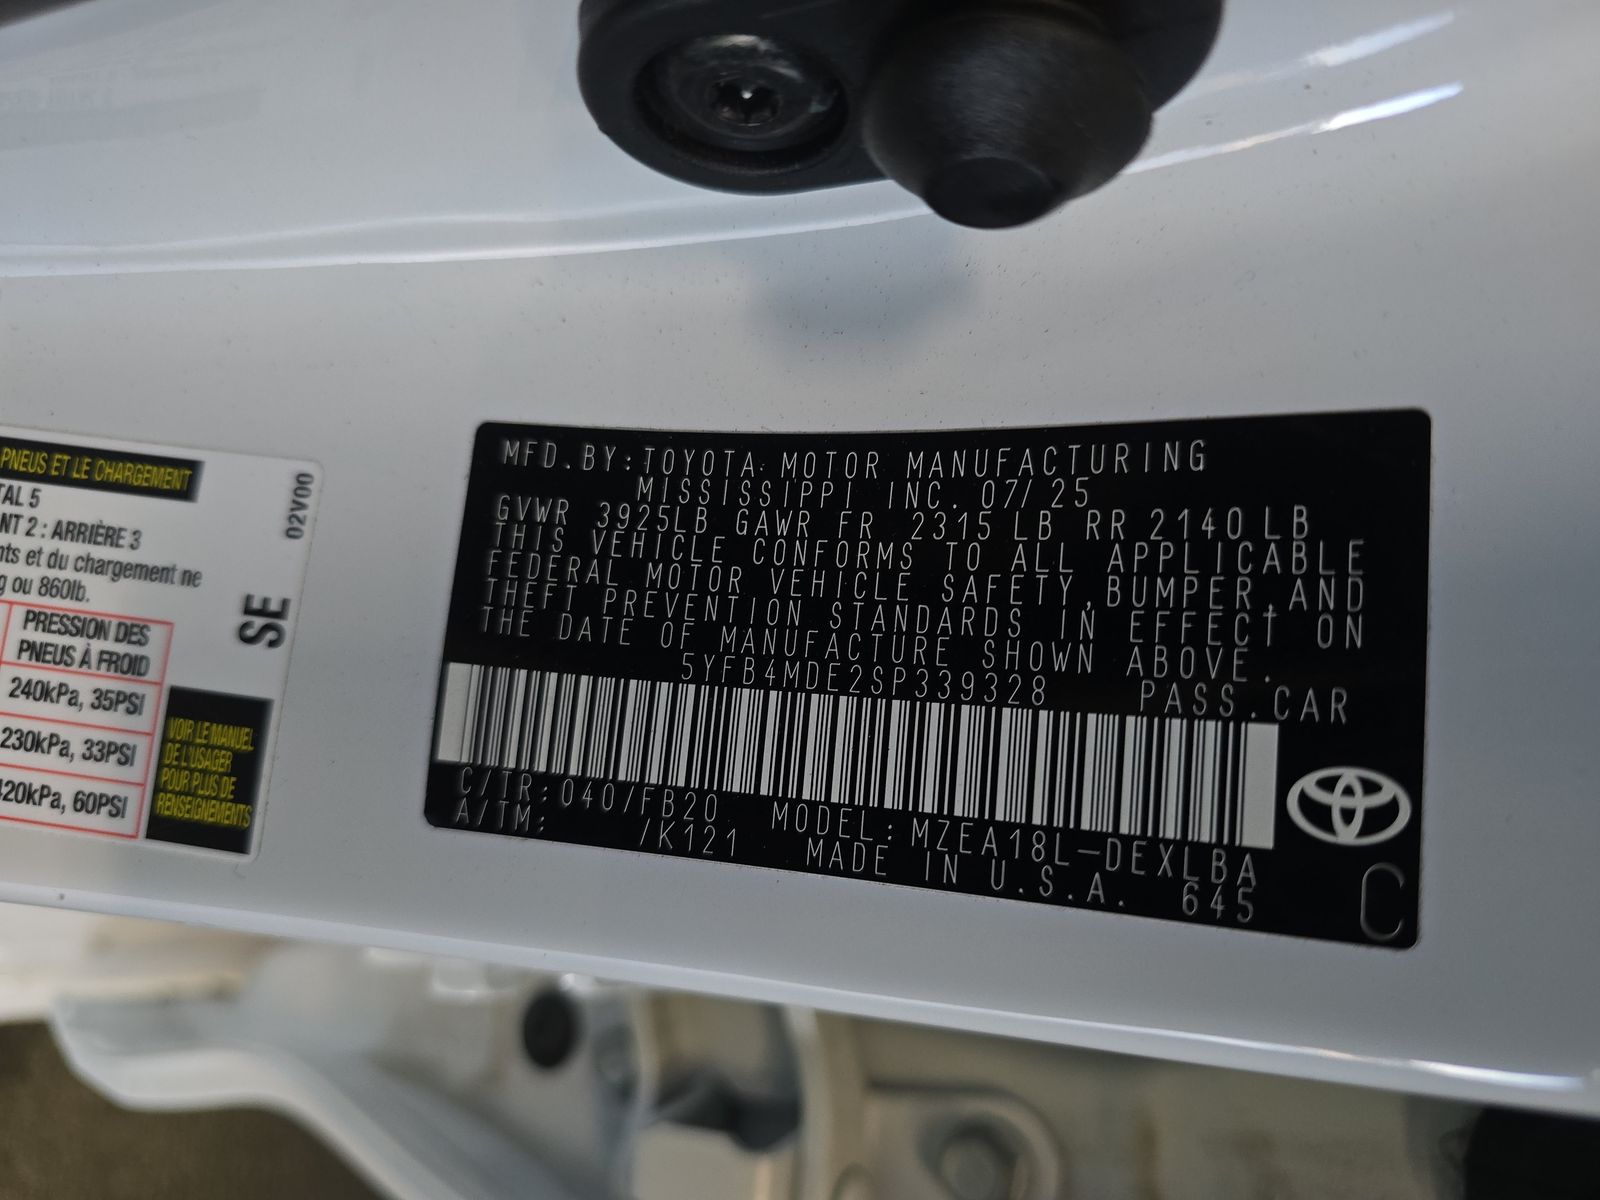 PNEUS ET LE CHARGEMENT
TAL 5
NT 2 : ARRIÈRE 3
nts et du chargement ne
g ou 860lb.
PRESSION DES
PNEUS À FROID
240kPa, 35PSI
230kPa, 33PSI
420kPa, 60PSI
VOIR LE MANUEL
DE L'USAGER
POUR PLUS DE
RENSEIGNEMENTS
02V00
SE
MFD.BY:TOYOTA MOTOR MANUFACTURING
MISSISSIPPI INC. 07/25
GVWR 3925LB GAWR FR 2315 LB RR 2140 LB
THIS VEHICLE CONFORMS TO ALL APPLICABLE
FEDERAL MOTOR VEHICLE SAFETY,BUMPER,AND
THEFT PREVENTION STANDARDS IN EFFECT ON
THE DATE OF MANUFACTURE SHOWN ABOVE.
5YFB4MDE2SP339328 PASS.CAR
C/TR:040/FB20 MODEL:MZEA18L-DEXLBA
A/TM: /K121 MADE IN U.S.A. 645
C